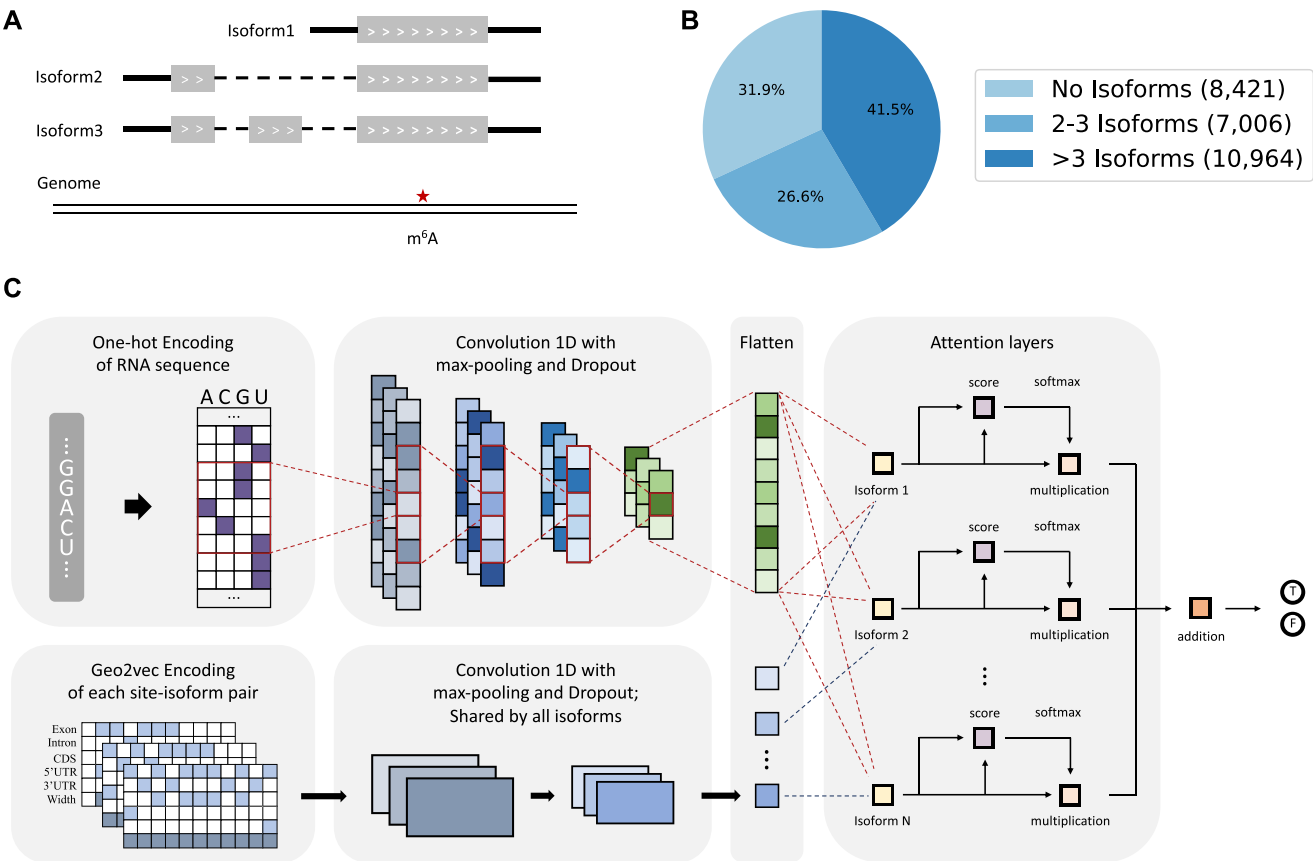 A
Isoform1
> > > > > > > >
Isoform2
> >
> > > > > > > >
Isoform3
> >
> > >
> > > > > > > >
Genome
m⁶A
B
31.9%
41.5%
26.6%
No Isoforms (8,421)
2-3 Isoforms (7,006)
>3 Isoforms (10,964)
C
One-hot Encoding
of RNA sequence
...GGACU...
A C G U
...
...
Convolution 1D with
max-pooling and Dropout
Flatten
Attention layers
score
softmax
Isoform 1
multiplication
score
softmax
Isoform 2
multiplication
addition
T
F
...
score
softmax
Isoform N
multiplication
Geo2vec Encoding
of each site-isoform pair
Exon
Intron
CDS
5'UTR
3'UTR
Width
Convolution 1D with
max-pooling and Dropout;
Shared by all isoforms
...